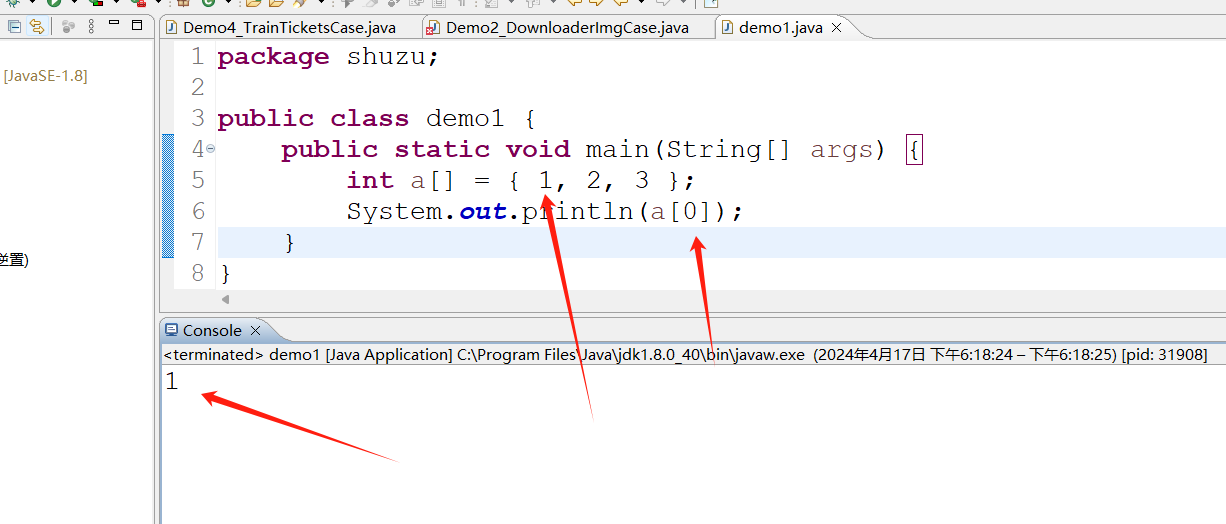 Demo4_TrainTicketsCase.java Demo2_DownloaderImgCase.java demo1.java
[JavaSE-1.8]
逆置)
1 package shuzu;
2
3 public class demo1 {
4 public static void main(String[] args) {
5 int a[] = { 1, 2, 3 };
6 System.out.println(a[0]);
7 }
8 }
Console
<terminated> demo1 [Java Application] C:\Program Files\Java\jdk1.8.0_40\bin\javaw.exe (2024年4月17日 下午6:18:24 – 下午6:18:25) [pid: 31908]
1